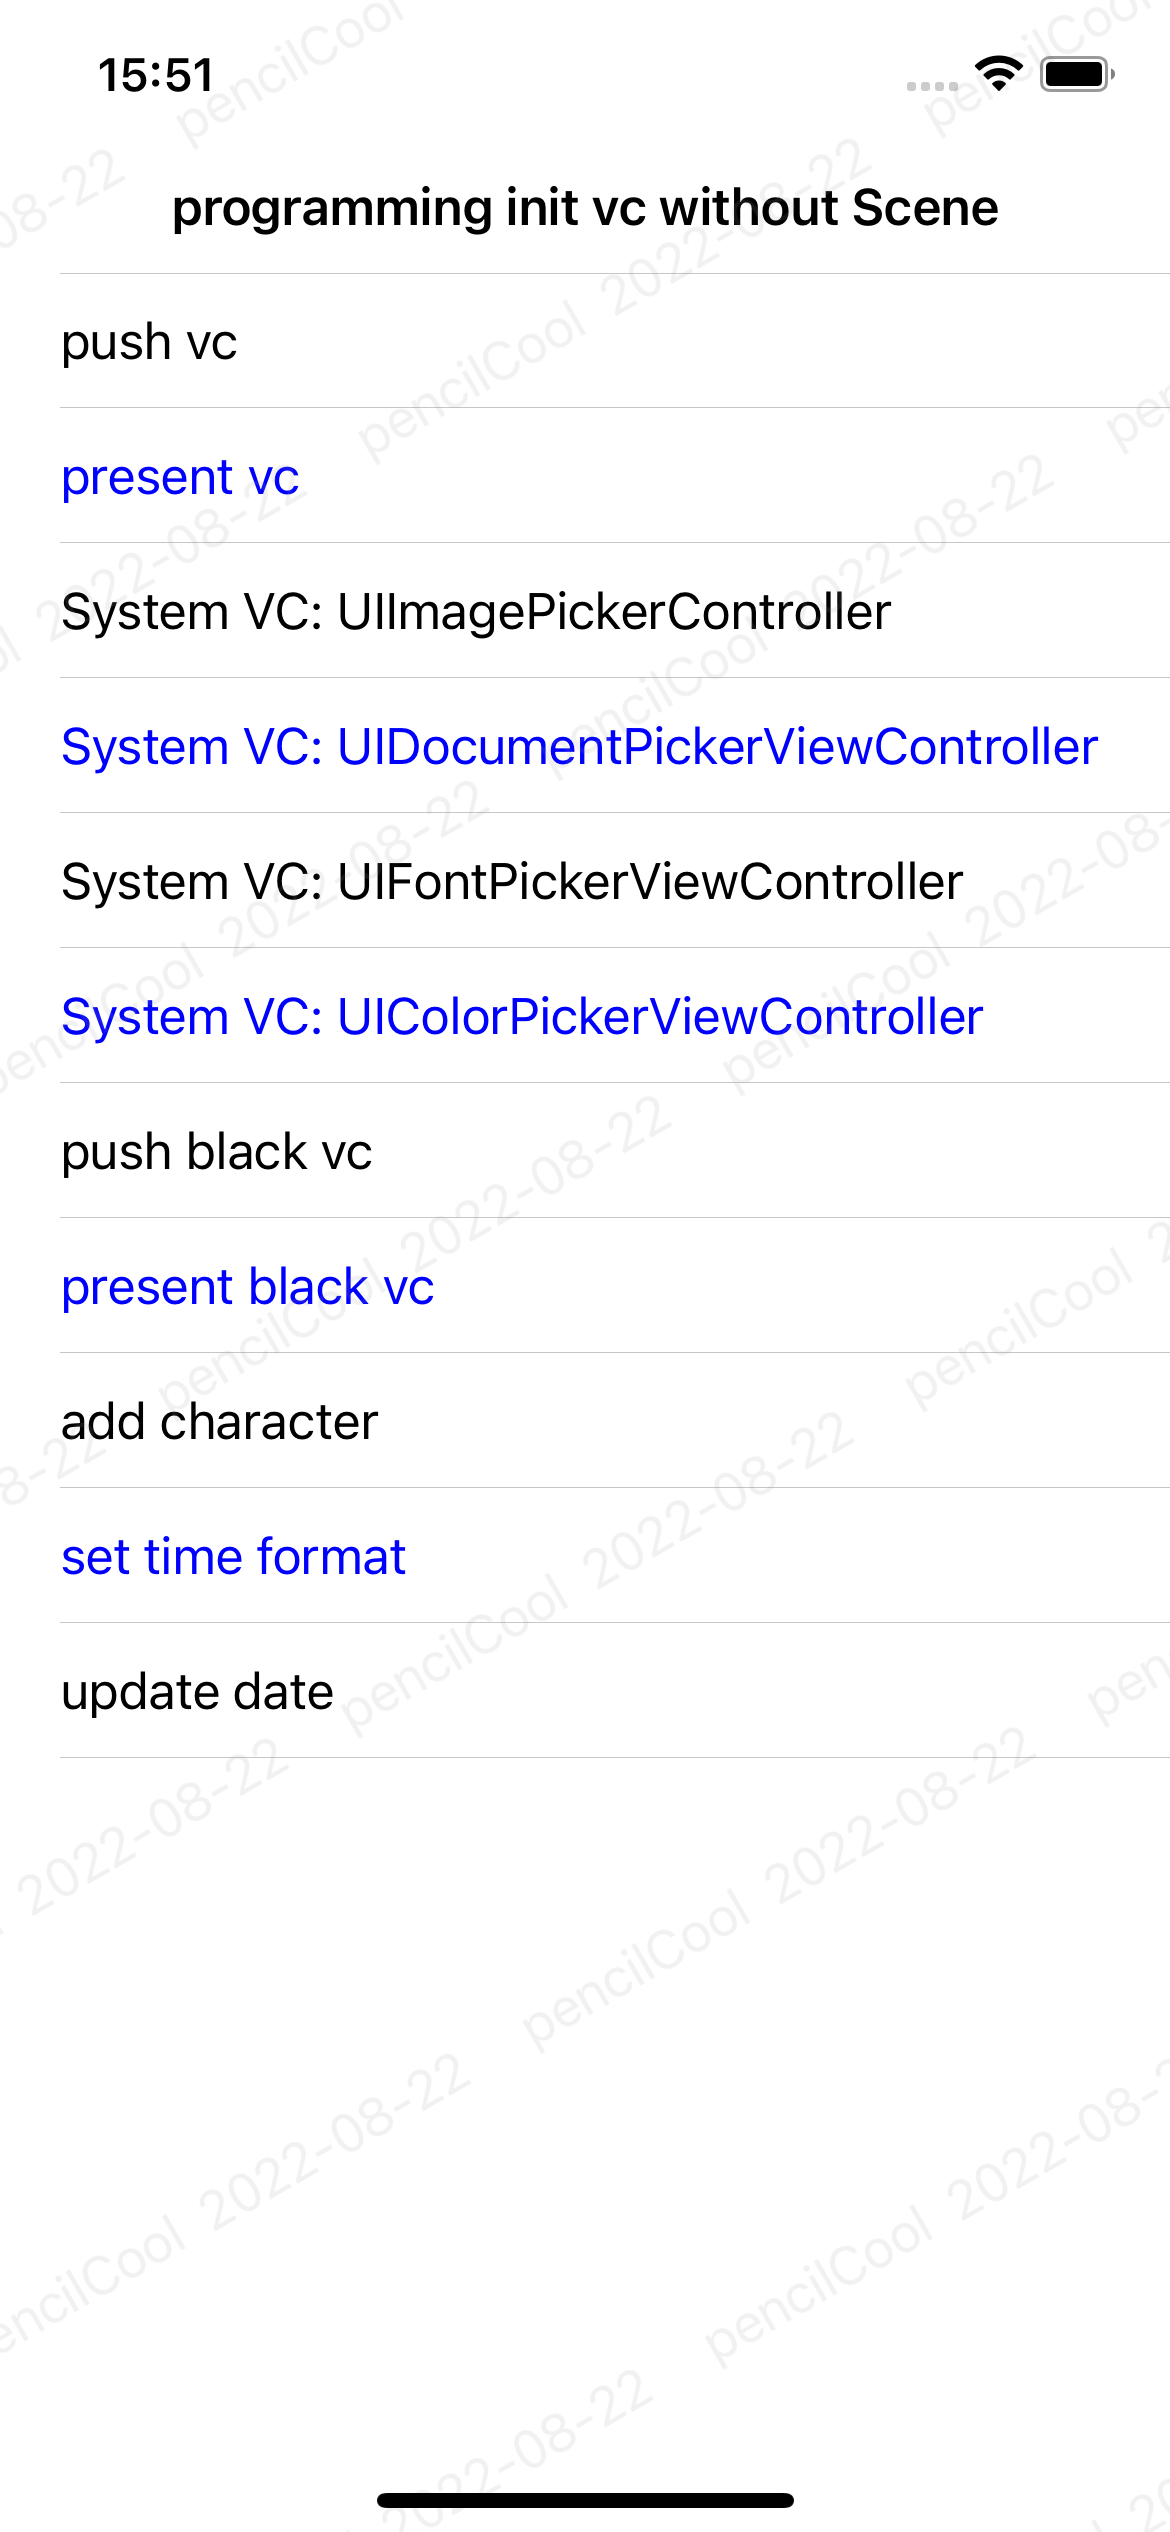 15:51
programming init vc without Scene
push vc
present vc
System VC: UIImagePickerController
System VC: UIDocumentPickerViewController
System VC: UIFontPickerViewController
System VC: UIColorPickerViewController
push black vc
present black vc
add character
set time format
update date
pencilCool 2022-08-22